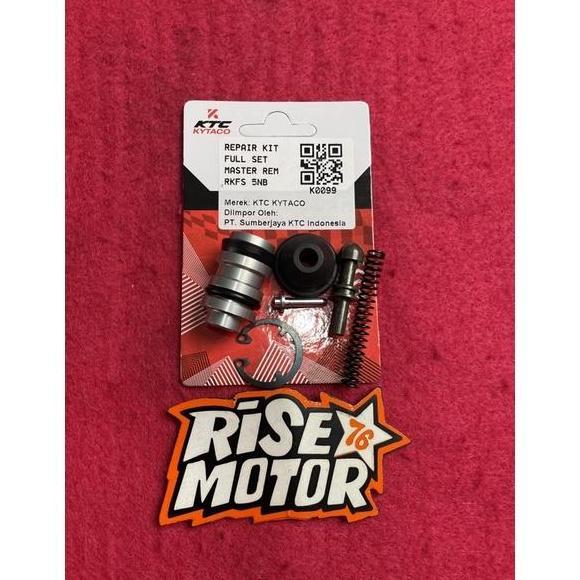 KTC
KYTACO
REPAIR KIT
FULL SET
MASTER REM
RKFS 5NB
K0099
Merek: KTC KYTACO
DIimpor Oleh:
PT. Sumberjaya KTC Indonesia
RiSE
76
MOTOR